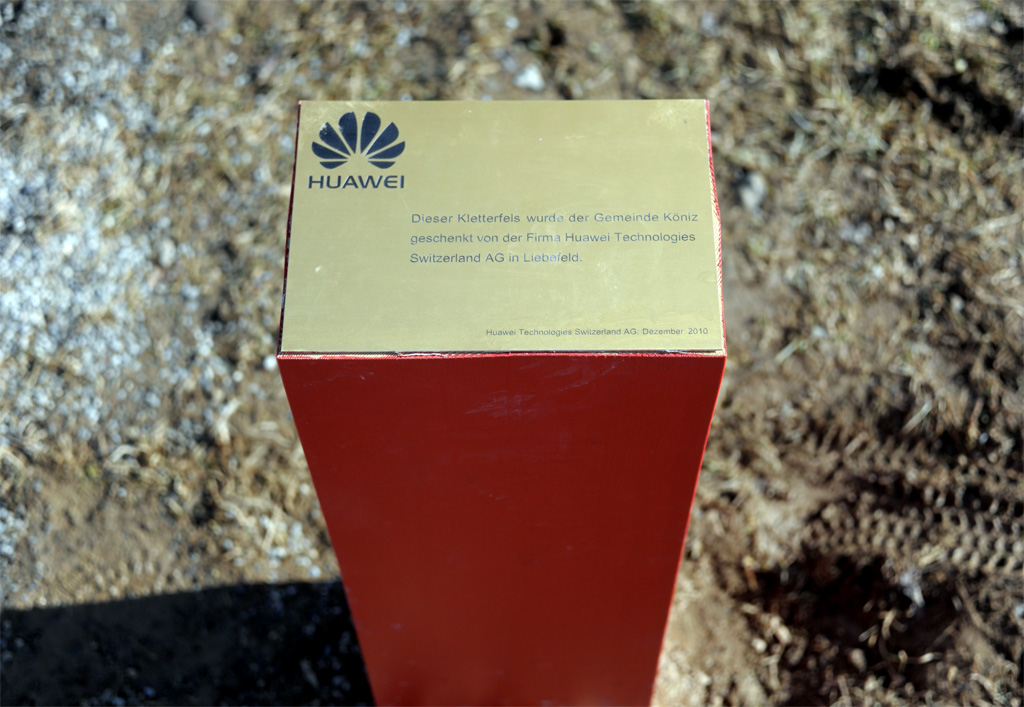 HUAWEI
Dieser Kletterfels wurde der Gemeinde Köniz
geschenkt von der Firma Huawei Technologies
Switzerland AG in Liebefeld.
Huawei Technologies Switzerland AG. Dezember 2010